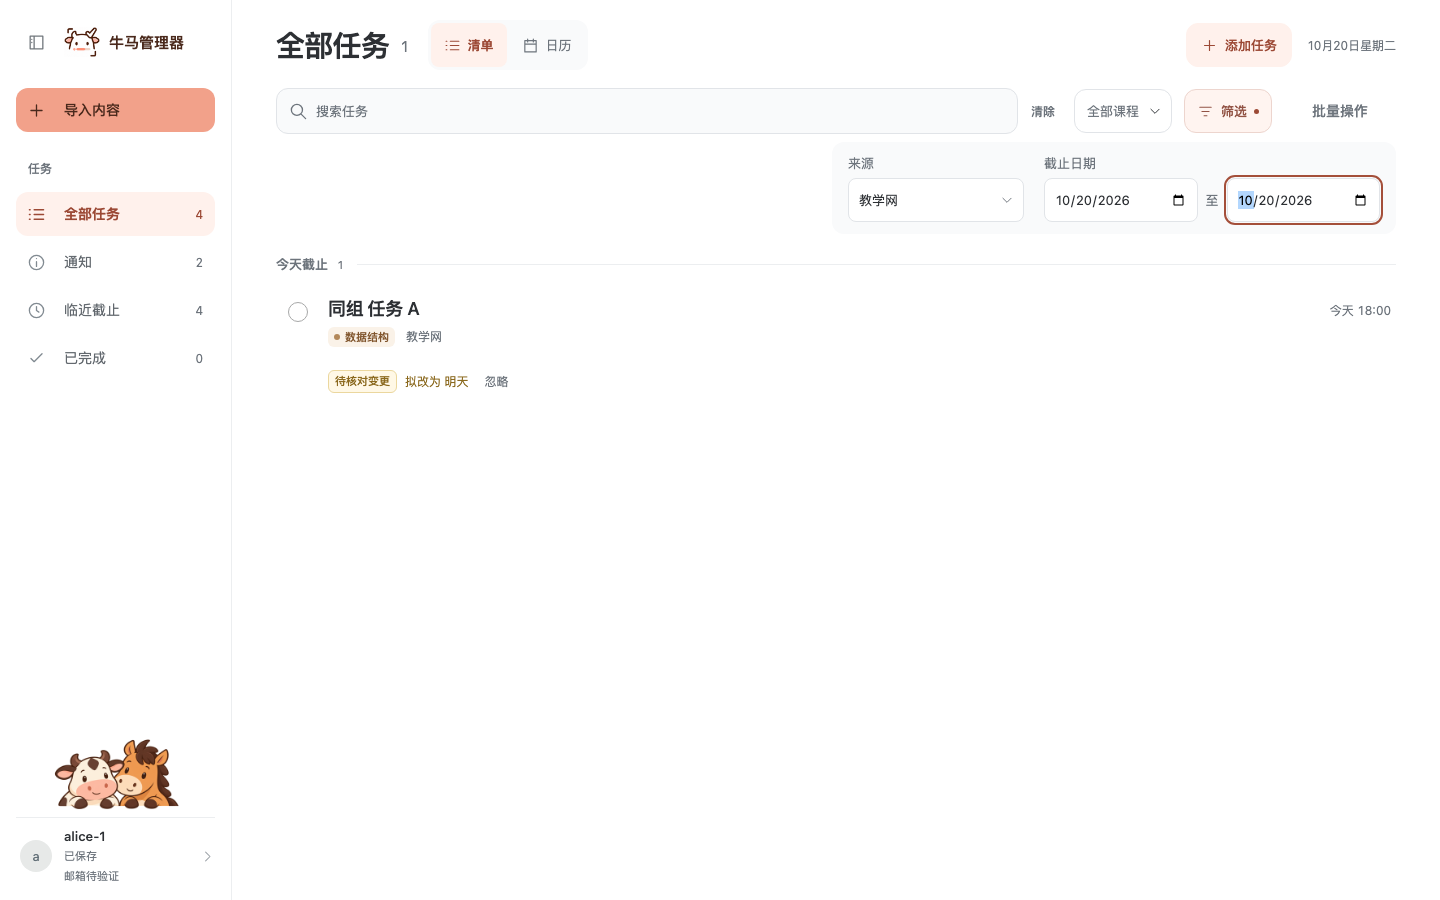 牛马管理器
导入内容
任务
全部任务 4
通知 2
临近截止 4
已完成 0
a
alice-1
已保存
邮箱待验证
全部任务 1
清单
日历
添加任务
10月20日星期二
搜索任务
清除
全部课程
筛选
批量操作
来源
截止日期
教学网
10/20/2026 至 10/20/2026
今天截止 1
同组 任务 A
今天 18:00
数据结构 教学网
待核对变更 拟改为 明天 忽略